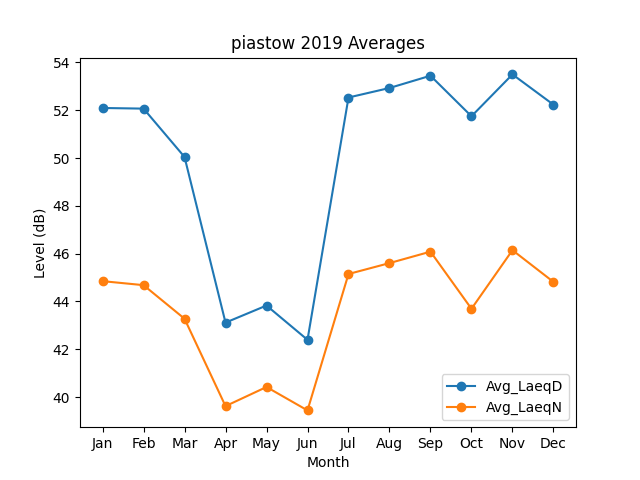 piastow 2019 Averages
54
52
50
48
46
44
42
40
Level (dB)
Avg_LaeqD
Avg_LaeqN
Jan Feb Mar Apr May Jun Jul Aug Sep Oct Nov Dec
Month